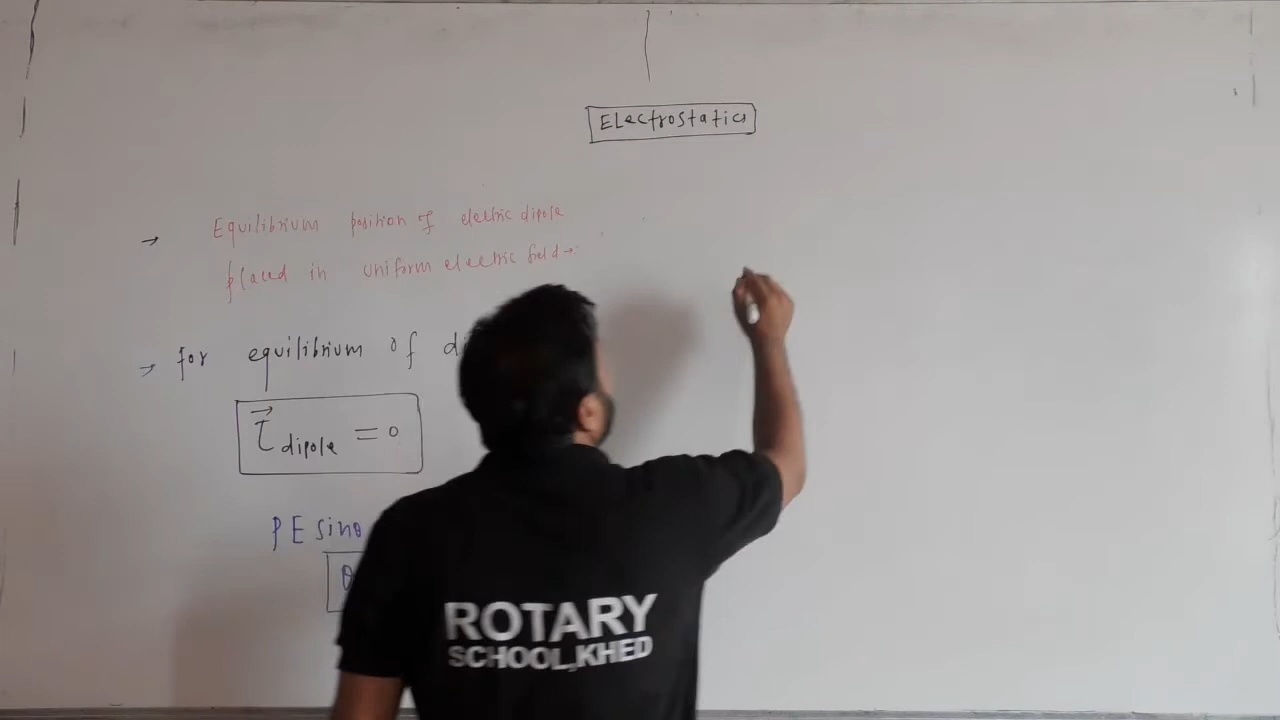 ELectrostatics
→ Equilibrium position of electric dipole
placed in uniform electric field →:
→ for equilibrium of
τ⃗ dipole = 0
PE sinθ
θ
ROTARY
SCHOOL,KHED